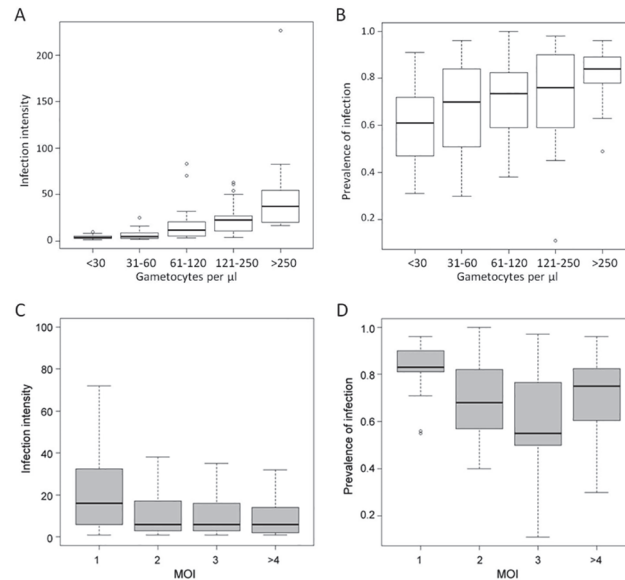 A
Infection intensity
200
150
100
50
0
<30 31-60 61-120 121-250 >250
Gametocytes per µl
B
Prevalence of infection
1.0
0.8
0.6
0.4
0.2
<30 31-60 61-120 121-250 >250
Gametocytes per µl
C
Infection intensity
100
80
60
40
20
0
1 2 3 >4
MOI
D
Prevalence of infection
1.0
0.8
0.6
0.4
0.2
1 2 3 >4
MOI